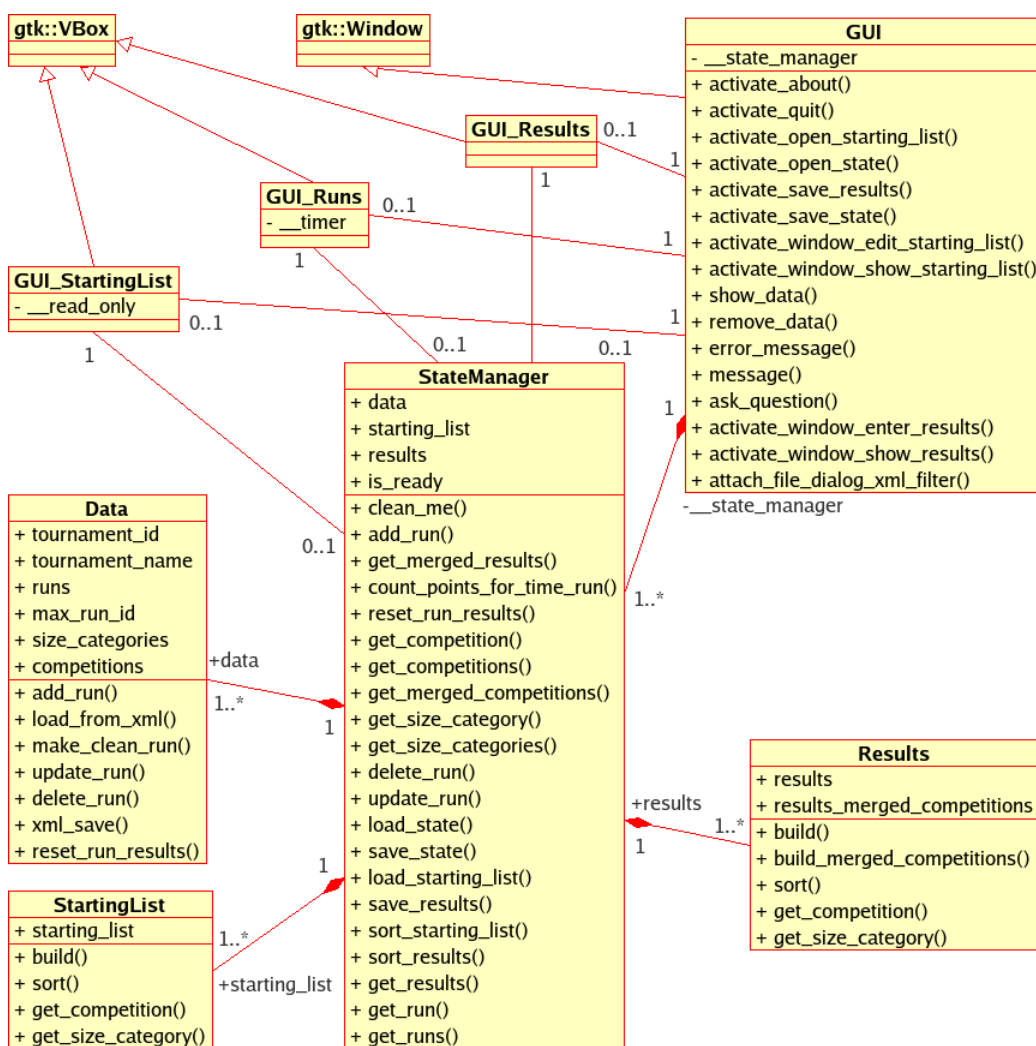 gtk::VBox
gtk::Window
GUI
- __state_manager
+ activate_about()
+ activate_quit()
+ activate_open_starting_list()
+ activate_open_state()
+ activate_save_results()
+ activate_save_state()
+ activate_window_edit_starting_list()
+ activate_window_show_starting_list()
+ show_data()
+ remove_data()
+ error_message()
+ message()
+ ask_question()
+ activate_window_enter_results()
+ activate_window_show_results()
+ attach_file_dialog_xml_filter()
-__state_manager
GUI_Results
0..1
1
1
0..1
GUI_Runs
- __timer
0..1
1
1
0..1
GUI_StartingList
- __read_only
0..1
1
1
0..1
StateManager
+ data
+ starting_list
+ results
+ is_ready
+ clean_me()
+ add_run()
+ get_merged_results()
+ count_points_for_time_run()
+ reset_run_results()
+ get_competition()
+ get_competitions()
+ get_merged_competitions()
+ get_size_category()
+ get_size_categories()
+ delete_run()
+ update_run()
+ load_state()
+ save_state()
+ load_starting_list()
+ save_results()
+ sort_starting_list()
+ sort_results()
+ get_results()
+ get_run()
+ get_runs()
1
1..*
Data
+ tournament_id
+ tournament_name
+ runs
+ max_run_id
+ size_categories
+ competitions
+ add_run()
+ load_from_xml()
+ make_clean_run()
+ update_run()
+ delete_run()
+ xml_save()
+ reset_run_results()
+data
1..*
1
StartingList
+ starting_list
+ build()
+ sort()
+ get_competition()
+ get_size_category()
1
1..*
+starting_list
Results
+ results
+ results_merged_competitions
+ build()
+ build_merged_competitions()
+ sort()
+ get_competition()
+ get_size_category()
+results
1..*
1